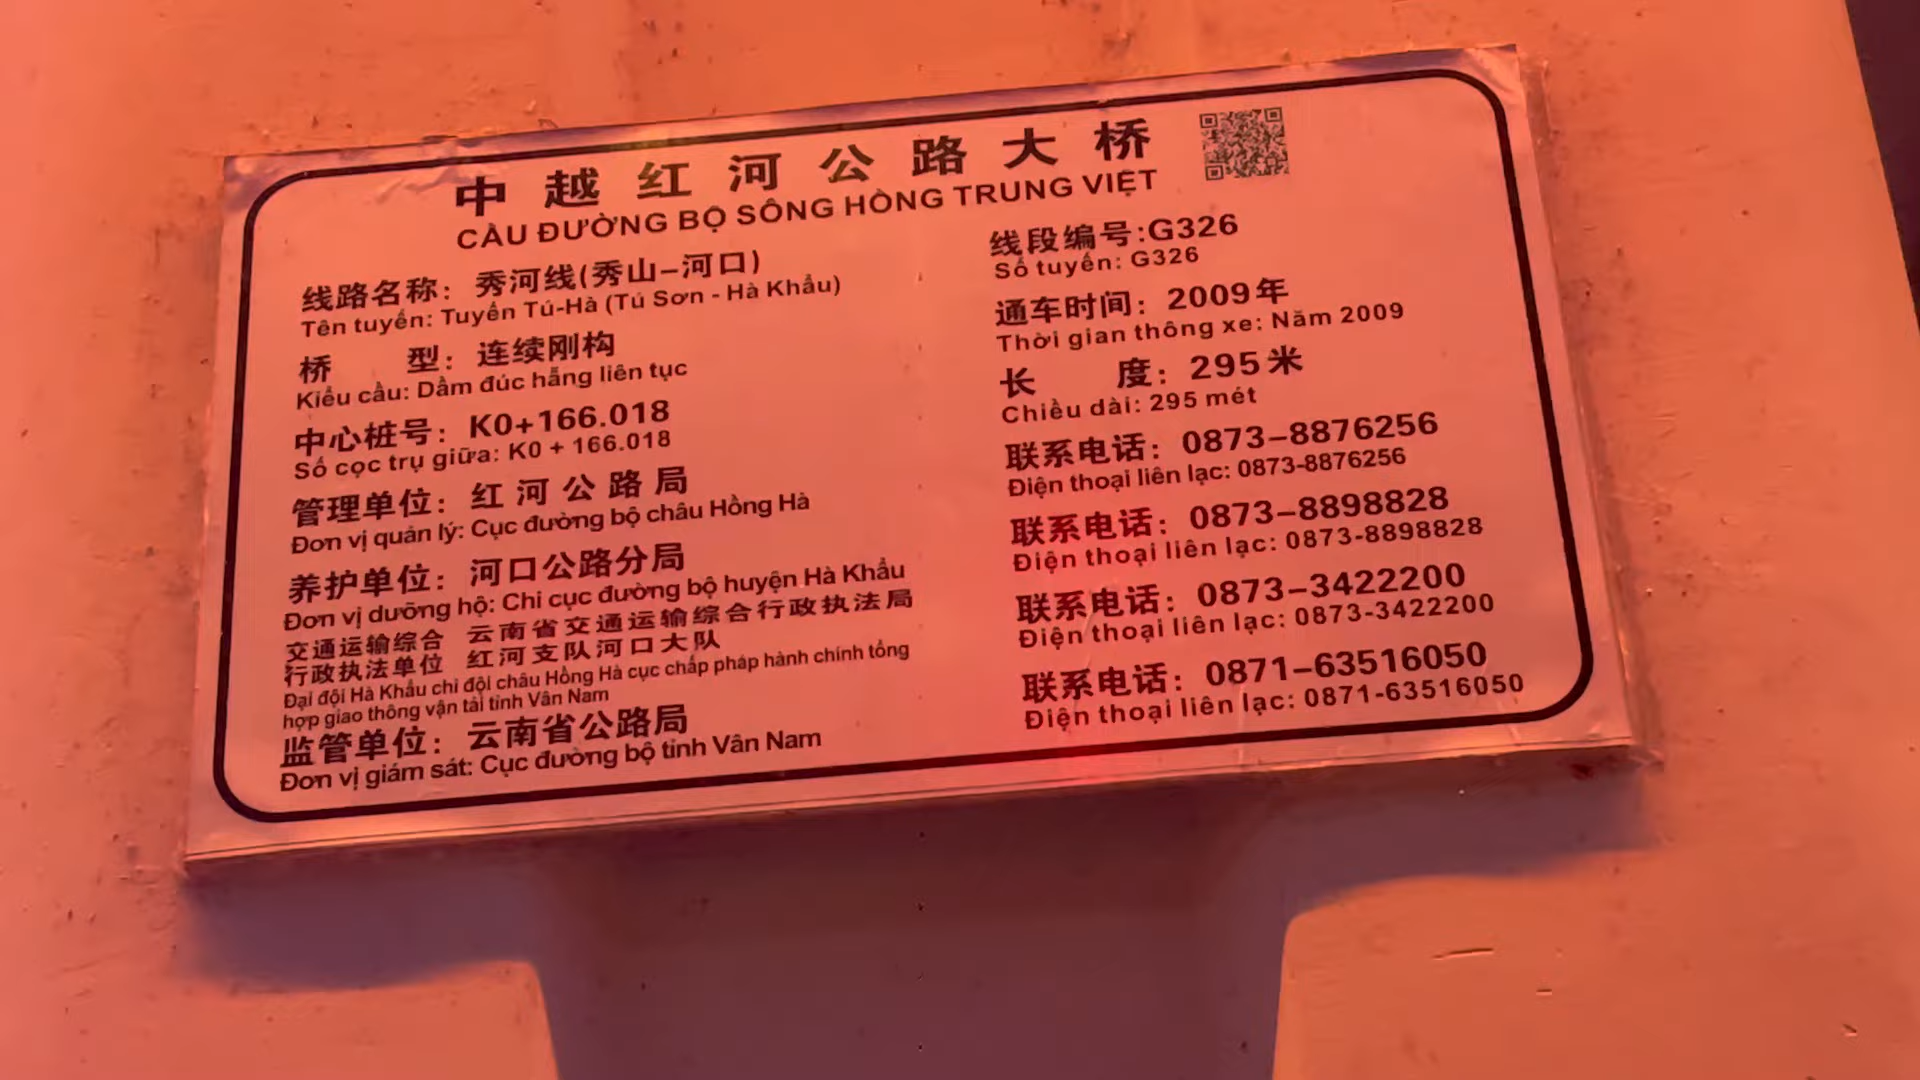 中越红河公路大桥
CẦU ĐƯỜNG BỘ SÔNG HỒNG TRUNG VIỆT
线路名称：秀河线(秀山–河口)
Tên tuyến: Tuyến Tú-Hà (Tú Sơn - Hà Khẩu)
桥 型：连续刚构
Kiểu cầu: Dầm đúc hẫng liên tục
中心桩号：K0+166.018
Số cọc trụ giữa: K0 + 166.018
管理单位：红河公路局
Đơn vị quản lý: Cục đường bộ châu Hồng Hà
养护单位：河口公路分局
Đơn vị dưỡng hộ: Chi cục đường bộ huyện Hà Khẩu
交通运输综合 云南省交通运输综合行政执法局
行政执法单位 红河支队河口大队
Đại đội Hà Khẩu chi đội châu Hồng Hà cục chấp pháp hành chính tổng
hợp giao thông vận tải tỉnh Vân Nam
监管单位：云南省公路局
Đơn vị giám sát: Cục đường bộ tỉnh Vân Nam
线段编号:G326
Số tuyến: G326
通车时间：2009年
Thời gian thông xe: Năm 2009
长 度：295米
Chiều dài: 295 mét
联系电话：0873–8876256
Điện thoại liên lạc: 0873-8876256
联系电话：0873–8898828
Điện thoại liên lạc: 0873-8898828
联系电话：0873–3422200
Điện thoại liên lạc: 0873-3422200
联系电话：0871–63516050
Điện thoại liên lạc: 0871-63516050